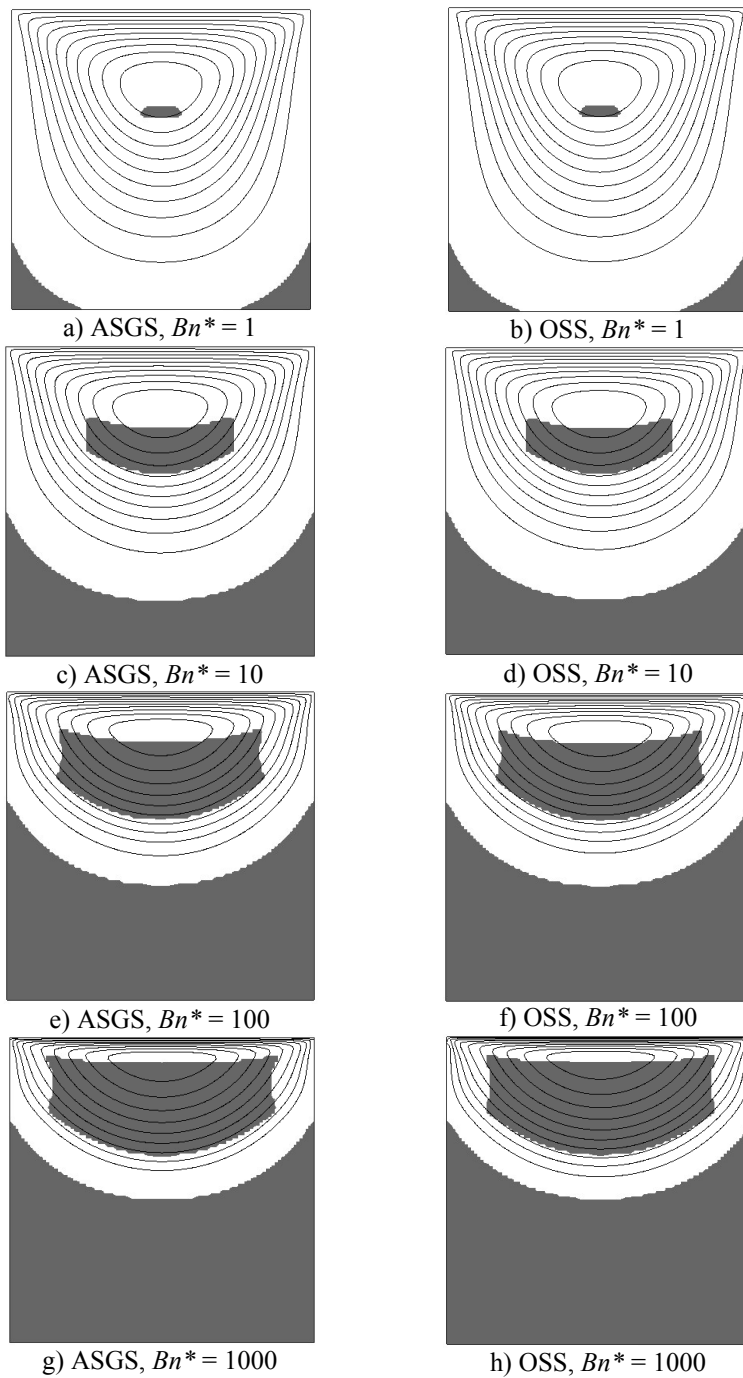 a) ASGS, Bn* = 1
b) OSS, Bn* = 1
c) ASGS, Bn* = 10
d) OSS, Bn* = 10
e) ASGS, Bn* = 100
f) OSS, Bn* = 100
g) ASGS, Bn* = 1000
h) OSS, Bn* = 1000